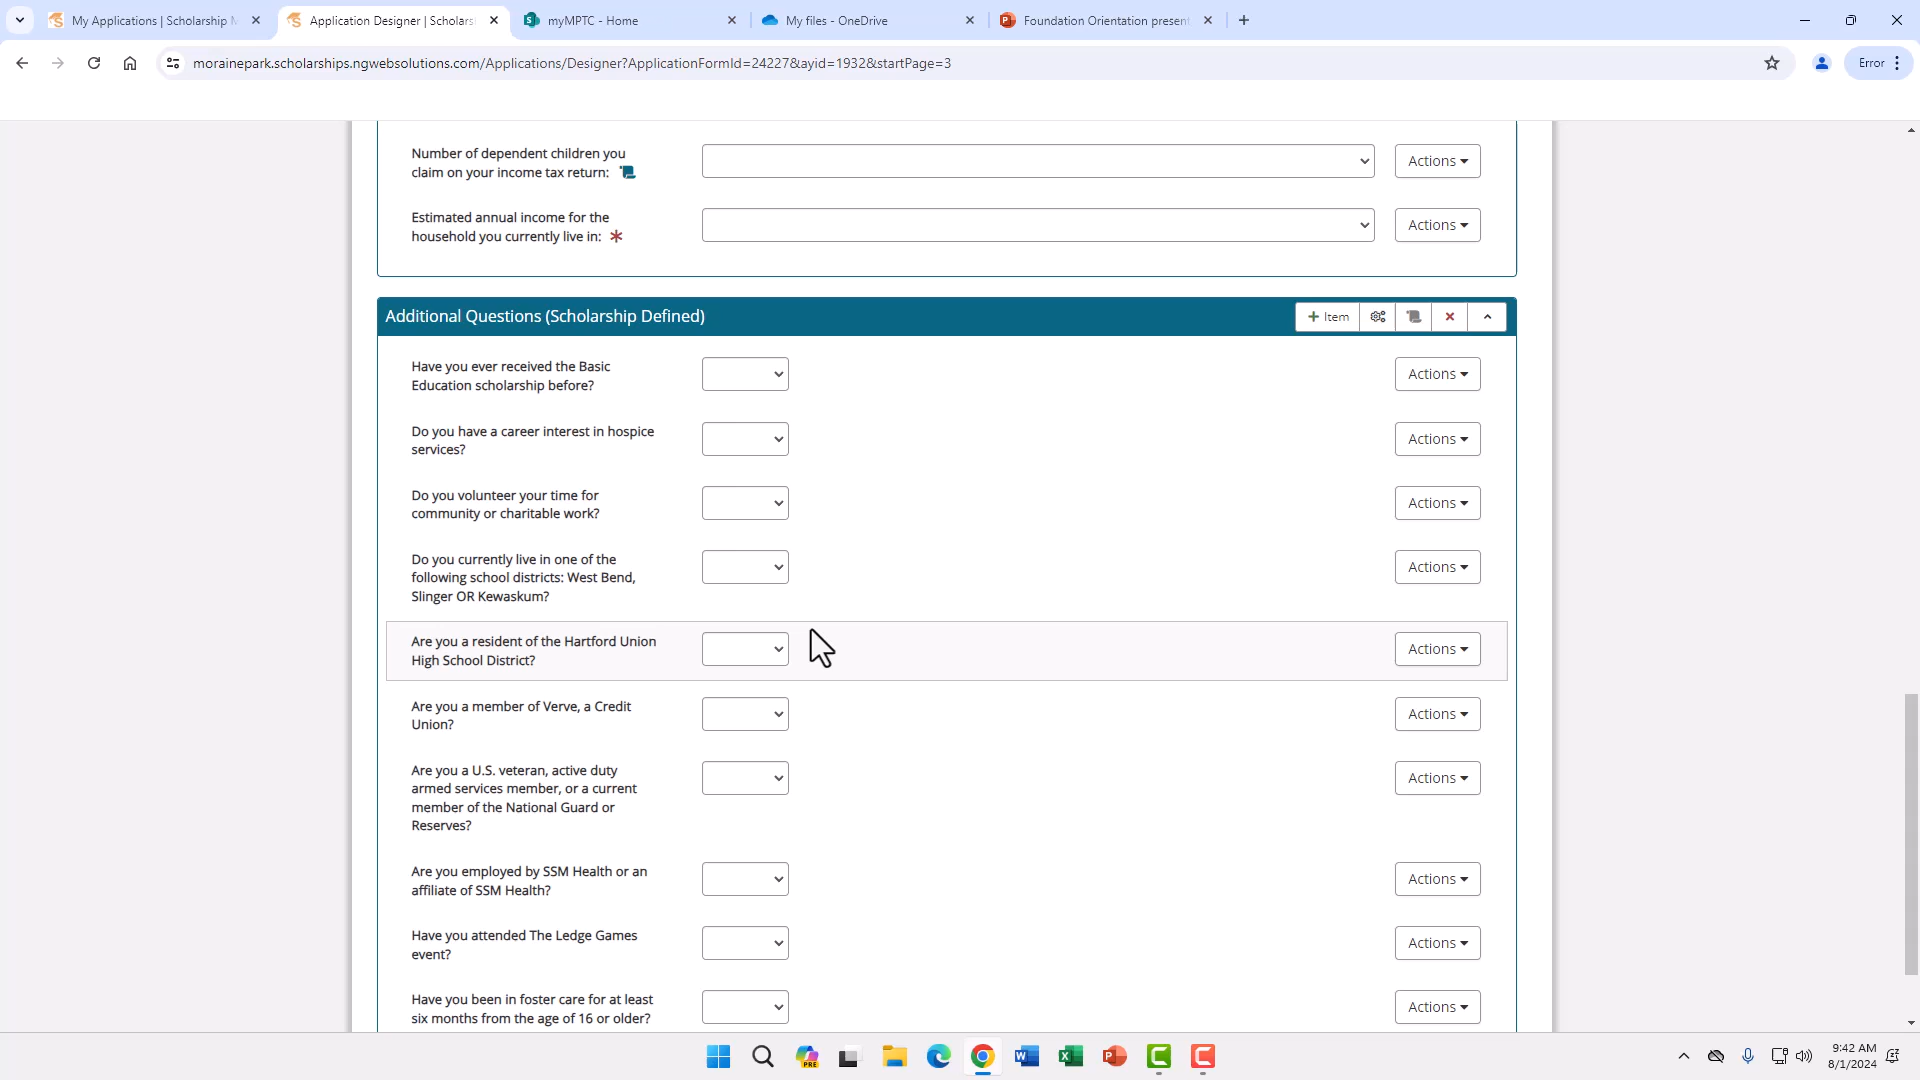 My Applications | Scholarship M
Application Designer | Scholars
myMPTC - Home
My files - OneDrive
Foundation Orientation present
morainepark.scholarships.ngwebsolutions.com/Applications/Designer?ApplicationFormId=24227&ayid=1932&startPage=3
Error
Number of dependent children you
claim on your income tax return:
Actions
Estimated annual income for the
household you currently live in: *
Actions
Additional Questions (Scholarship Defined)
+ Item
Have you ever received the Basic
Education scholarship before?
Actions
Do you have a career interest in hospice
services?
Actions
Do you volunteer your time for
community or charitable work?
Actions
Do you currently live in one of the
following school districts: West Bend,
Slinger OR Kewaskum?
Actions
Are you a resident of the Hartford Union
High School District?
Actions
Are you a member of Verve, a Credit
Union?
Actions
Are you a U.S. veteran, active duty
armed services member, or a current
member of the National Guard or
Reserves?
Actions
Are you employed by SSM Health or an
affiliate of SSM Health?
Actions
Have you attended The Ledge Games
event?
Actions
Have you been in foster care for at least
six months from the age of 16 or older?
Actions
PRE
9:42 AM
8/1/2024